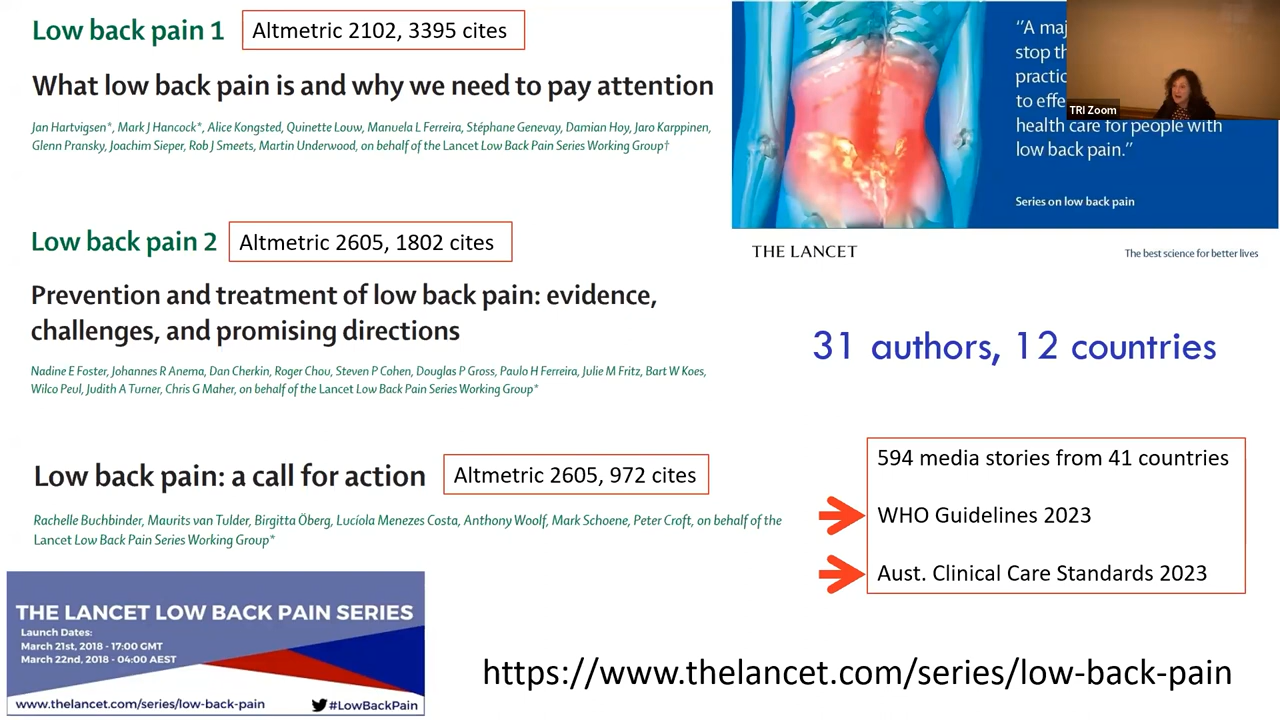 Low back pain 1
Altmetric 2102, 3395 cites
What low back pain is and why we need to pay attention
Jan Hartvigsen*, Mark J Hancock*, Alice Kongsted, Quinette Louw, Manuela L Ferreira, Stéphane Genevay, Damian Hoy, Jaro Karppinen,
Glenn Pransky, Joachim Sieper, Rob J Smeets, Martin Underwood, on behalf of the Lancet Low Back Pain Series Working Group†
Low back pain 2
Altmetric 2605, 1802 cites
Prevention and treatment of low back pain: evidence,
challenges, and promising directions
Nadine E Foster, Johannes R Anema, Dan Cherkin, Roger Chou, Steven P Cohen, Douglas P Gross, Paulo H Ferreira, Julie M Fritz, Bart W Koes,
Wilco Peul, Judith A Turner, Chris G Maher, on behalf of the Lancet Low Back Pain Series Working Group*
Low back pain: a call for action
Altmetric 2605, 972 cites
Rachelle Buchbinder, Maurits van Tulder, Birgitta Öberg, Lucíola Menezes Costa, Anthony Woolf, Mark Schoene, Peter Croft, on behalf of the
Lancet Low Back Pain Series Working Group*
THE LANCET LOW BACK PAIN SERIES
Launch Dates:
March 21st, 2018 - 17:00 GMT
March 22nd, 2018 - 04:00 AEST
www.thelancet.com/series/low-back-pain
#LowBackPain
“A
stop
to
health care for people with
low back pain.”
Series on low back pain
TRI Zoom
THE LANCET
The best science for better lives
31 authors, 12 countries
594 media stories from 41 countries
WHO Guidelines 2023
Aust. Clinical Care Standards 2023
https://www.thelancet.com/series/low-back-pain